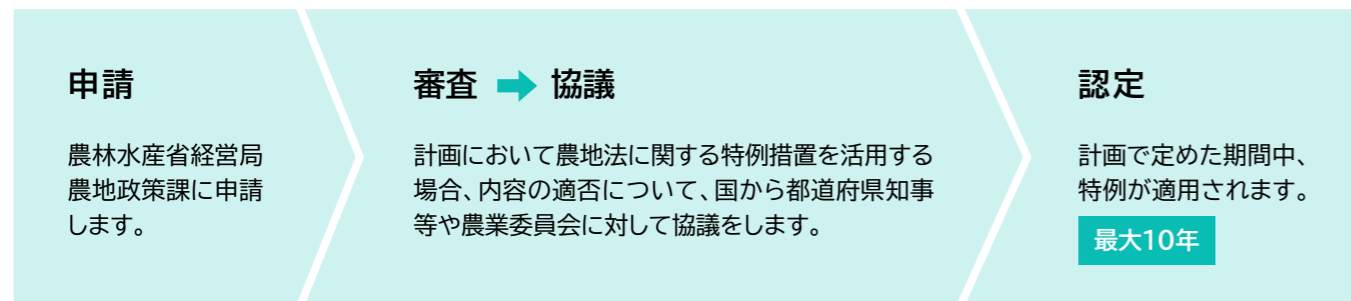 申請
農林水産省経営局
農地政策課に申請
します。
審査 ➡ 協議
計画において農地法に関する特例措置を活用する
場合、内容の適否について、国から都道府県知事
等や農業委員会に対して協議をします。
認定
計画で定めた期間中、
特例が適用されます。
最大10年